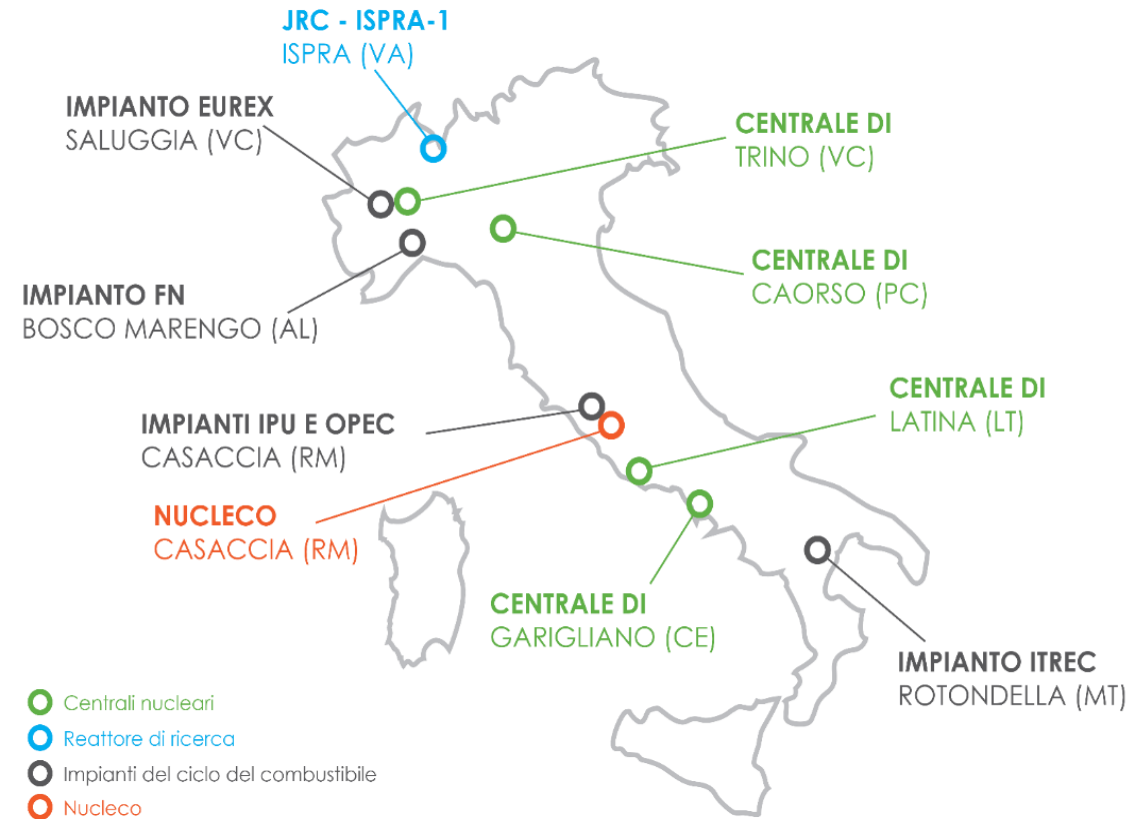 JRC - ISPRA-1
ISPRA (VA)
IMPIANTO EUREX
SALUGGIA (VC)
CENTRALE DI
TRINO (VC)
CENTRALE DI
CAORSO (PC)
IMPIANTO FN
BOSCO MARENGO (AL)
CENTRALE DI
LATINA (LT)
IMPIANTI IPU E OPEC
CASACCIA (RM)
NUCLECO
CASACCIA (RM)
CENTRALE DI
GARIGLIANO (CE)
IMPIANTO ITREC
ROTONDELLA (MT)
Centrali nucleari
Reattore di ricerca
Impianti del ciclo del combustibile
Nucleco